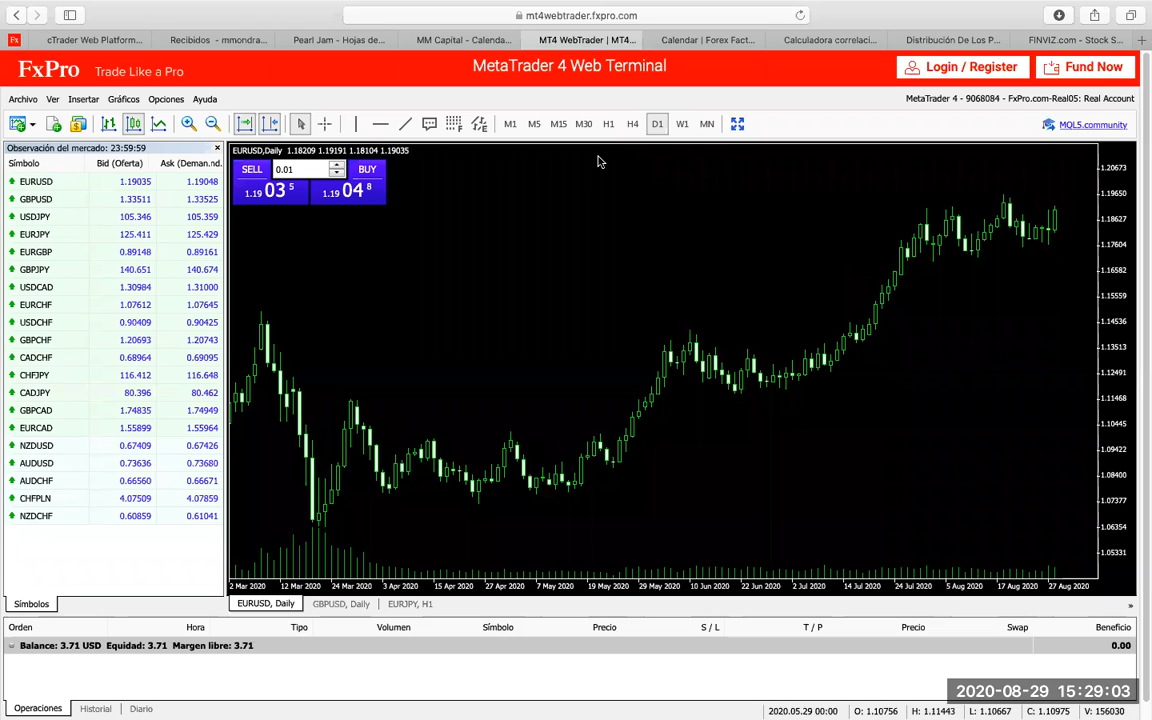 mt4webtrader.fxpro.com
Fx cTrader Web Platform... Recibidos - mmondra... Pearl Jam - Hojas de... MM Capital - Calenda... MT4 WebTrader | MT4... Calendar | Forex Fact... Calculadora correlaci... Distribución De Los P... FINVIZ.com - Stock S...
FxPro Trade Like a Pro MetaTrader 4 Web Terminal Login / Register Fund Now
Archivo Ver Insertar Gráficos Opciones Ayuda MetaTrader 4 - 9068084 - FxPro.com-Real05: Real Account
M1 M5 M15 M30 H1 H4 D1 W1 MN MQL5.community
Observación del mercado: 23:59:59
Símbolo Bid (Oferta) Ask (Deman.nd.
EURUSD 1.19035 1.19048
GBPUSD 1.33511 1.33525
USDJPY 105.346 105.359
EURJPY 125.411 125.429
EURGBP 0.89148 0.89161
GBPJPY 140.651 140.674
USDCAD 1.30984 1.31000
EURCHF 1.07612 1.07645
USDCHF 0.90409 0.90425
GBPCHF 1.20693 1.20743
CADCHF 0.68964 0.69095
CHFJPY 116.412 116.648
CADJPY 80.396 80.462
GBPCAD 1.74835 1.74949
EURCAD 1.55899 1.55964
NZDUSD 0.67409 0.67426
AUDUSD 0.73636 0.73680
AUDCHF 0.66560 0.66671
CHFPLN 4.07509 4.07859
NZDCHF 0.60859 0.61041
Símbolos
EURUSD,Daily 1.18209 1.19191 1.18104 1.19035
SELL 0.01 BUY
1.19 03 5 1.19 04 8
1.20673
1.19650
1.18627
1.17604
1.16582
1.15559
1.14536
1.13513
1.12491
1.11468
1.10445
1.09422
1.08400
1.07377
1.06354
1.05331
2 Mar 2020 12 Mar 2020 24 Mar 2020 3 Apr 2020 15 Apr 2020 27 Apr 2020 7 May 2020 19 May 2020 29 May 2020 10 Jun 2020 22 Jun 2020 2 Jul 2020 14 Jul 2020 24 Jul 2020 5 Aug 2020 17 Aug 2020 27 Aug 2020
EURUSD, Daily GBPUSD, Daily EURJPY, H1
Orden Hora Tipo Volumen Símbolo Precio S / L T / P Precio Swap Beneficio
Balance: 3.71 USD Equidad: 3.71 Margen libre: 3.71 0.00
2020-08-29 15:29:03
Operaciones Historial Diario
2020.05.29 00:00 O: 1.10756 H: 1.11443 L: 1.10667 C: 1.10975 V: 156030